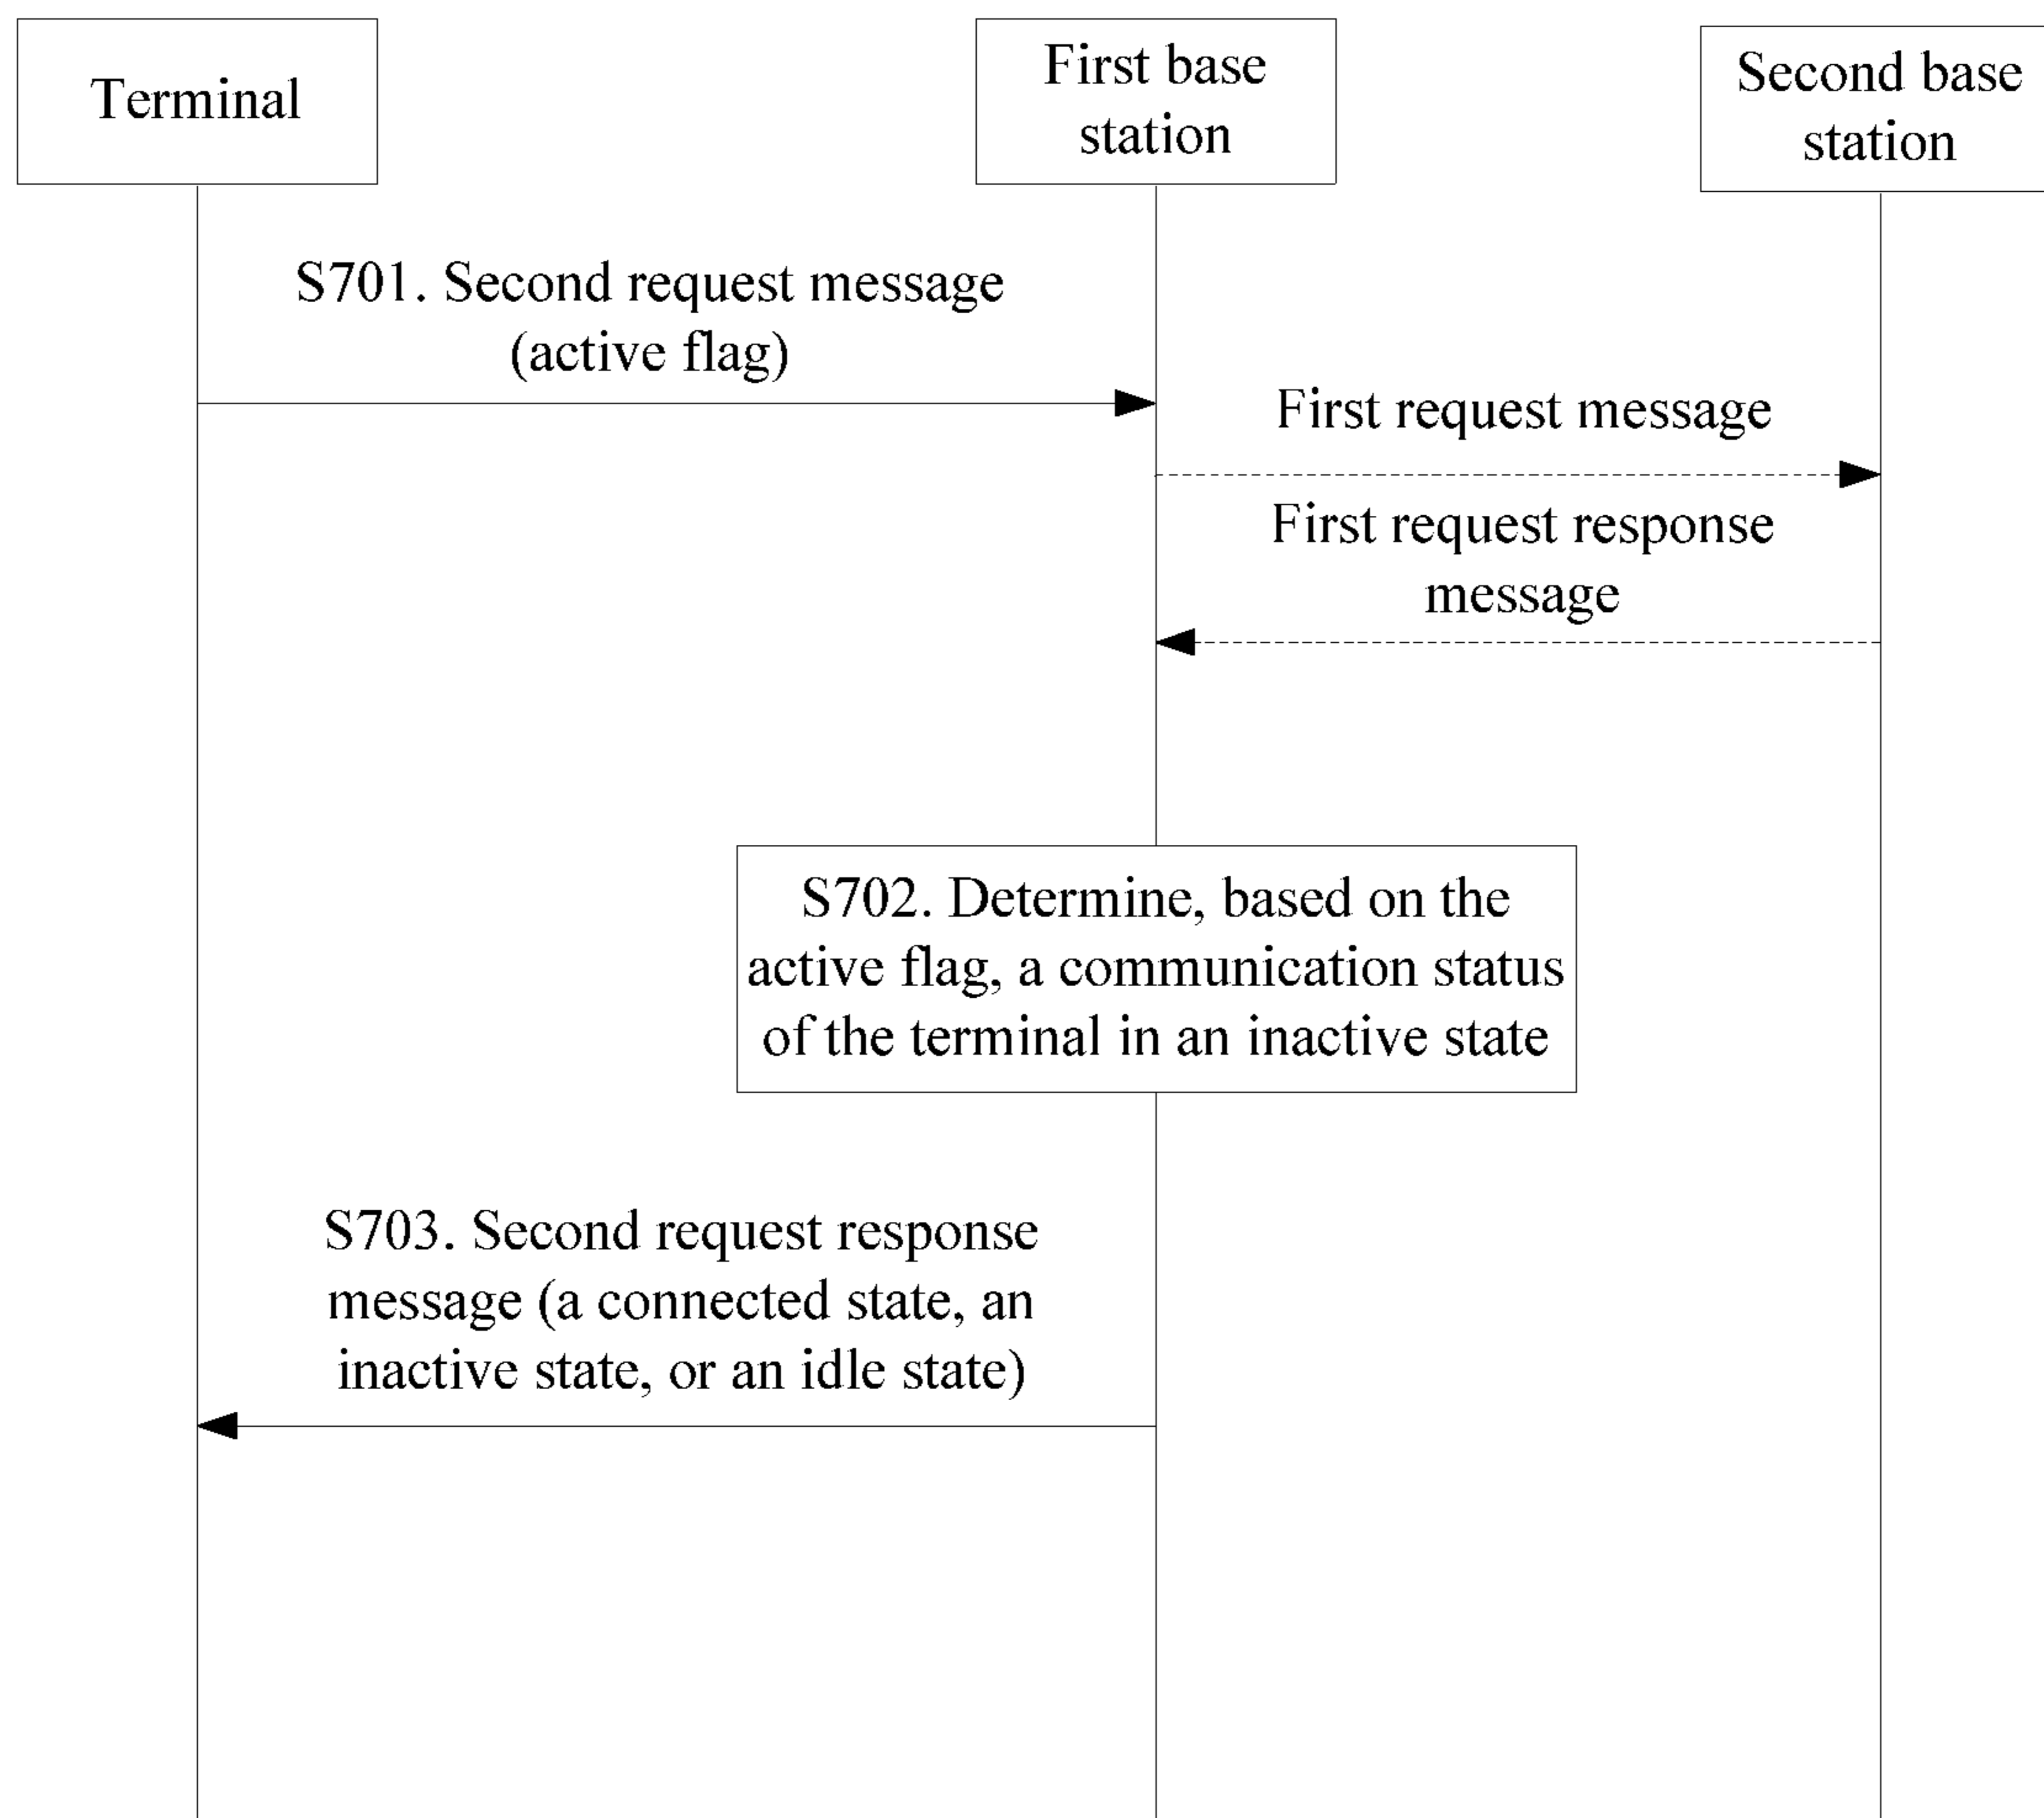 Terminal
First base
station
Second base
station
S701. Second request message
(active flag)
First request message
First request response
message
S702. Determine, based on the
active flag, a communication status
of the terminal in an inactive state
S703. Second request response
message (a connected state, an
inactive state, or an idle state)